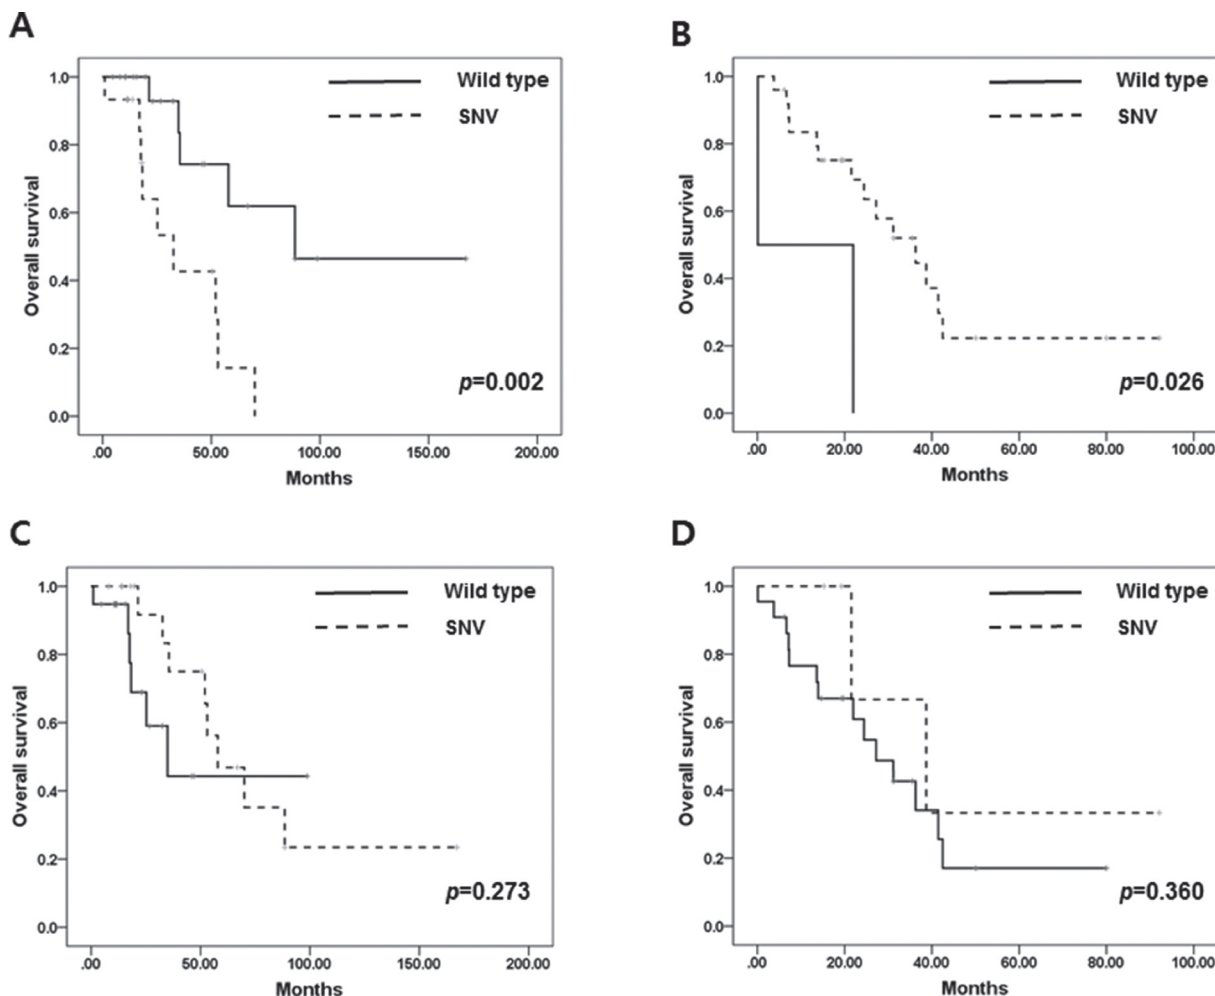 A
Wild type
SNV
1.0
0.8
0.6
0.4
0.2
0.0
Overall survival
p=0.002
.00 50.00 100.00 150.00 200.00
Months
B
Wild type
SNV
1.0
0.8
0.6
0.4
0.2
0.0
Overall survival
p=0.026
.00 20.00 40.00 60.00 80.00 100.00
Months
C
Wild type
SNV
1.0
0.8
0.6
0.4
0.2
0.0
Overall survival
p=0.273
.00 50.00 100.00 150.00 200.00
Months
D
Wild type
SNV
1.0
0.8
0.6
0.4
0.2
0.0
Overall survival
p=0.360
.00 20.00 40.00 60.00 80.00 100.00
Months